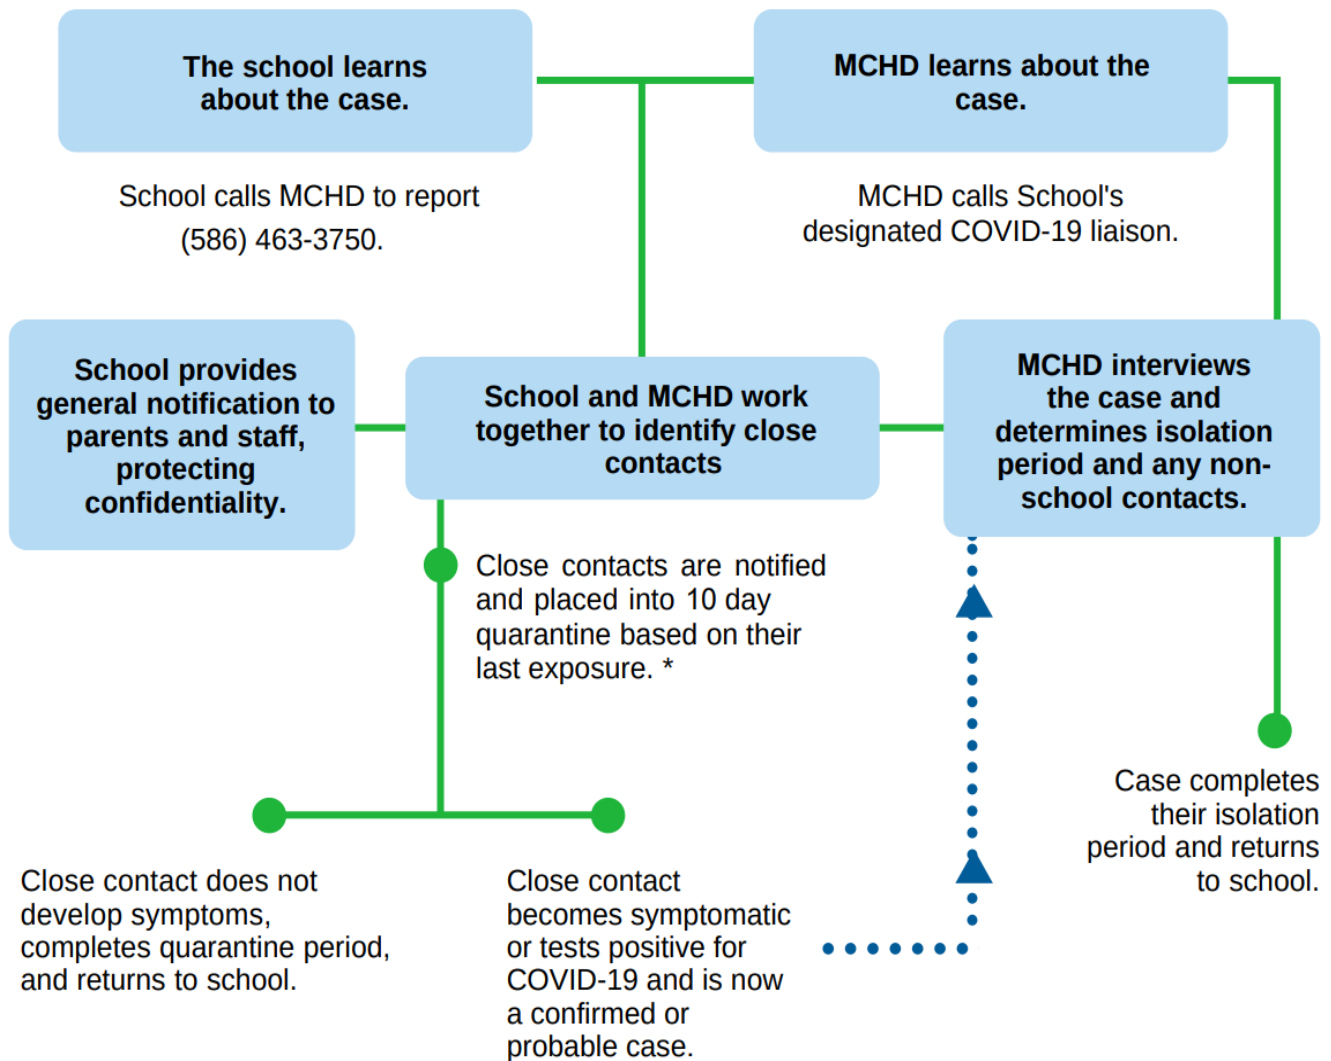 The school learns
about the case.
MCHD learns about the
case.
School calls MCHD to report
(586) 463-3750.
MCHD calls School's
designated COVID-19 liaison.
School provides
general notification to
parents and staff,
protecting
confidentiality.
School and MCHD work
together to identify close
contacts
MCHD interviews
the case and
determines isolation
period and any non-
school contacts.
Close contacts are notified
and placed into 10 day
quarantine based on their
last exposure. *
Case completes
their isolation
period and returns
to school.
Close contact does not
develop symptoms,
completes quarantine period,
and returns to school.
Close contact
becomes symptomatic
or tests positive for
COVID-19 and is now
a confirmed or
probable case.